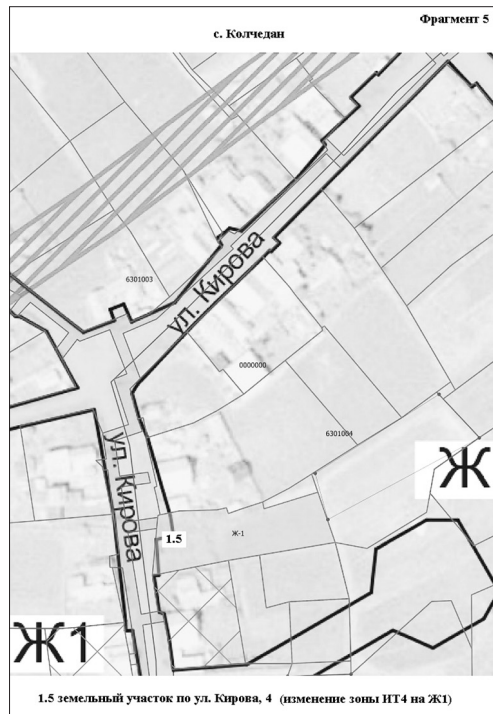 Фрагмент 5
с. Колчедан
ул. Кирова
6301003
0000000
6301004
Ж
ул. Кирова
Ж-1
1.5
Ж1
1.5 земельный участок по ул. Кирова, 4 (изменение зоны ИТ4 на Ж1)